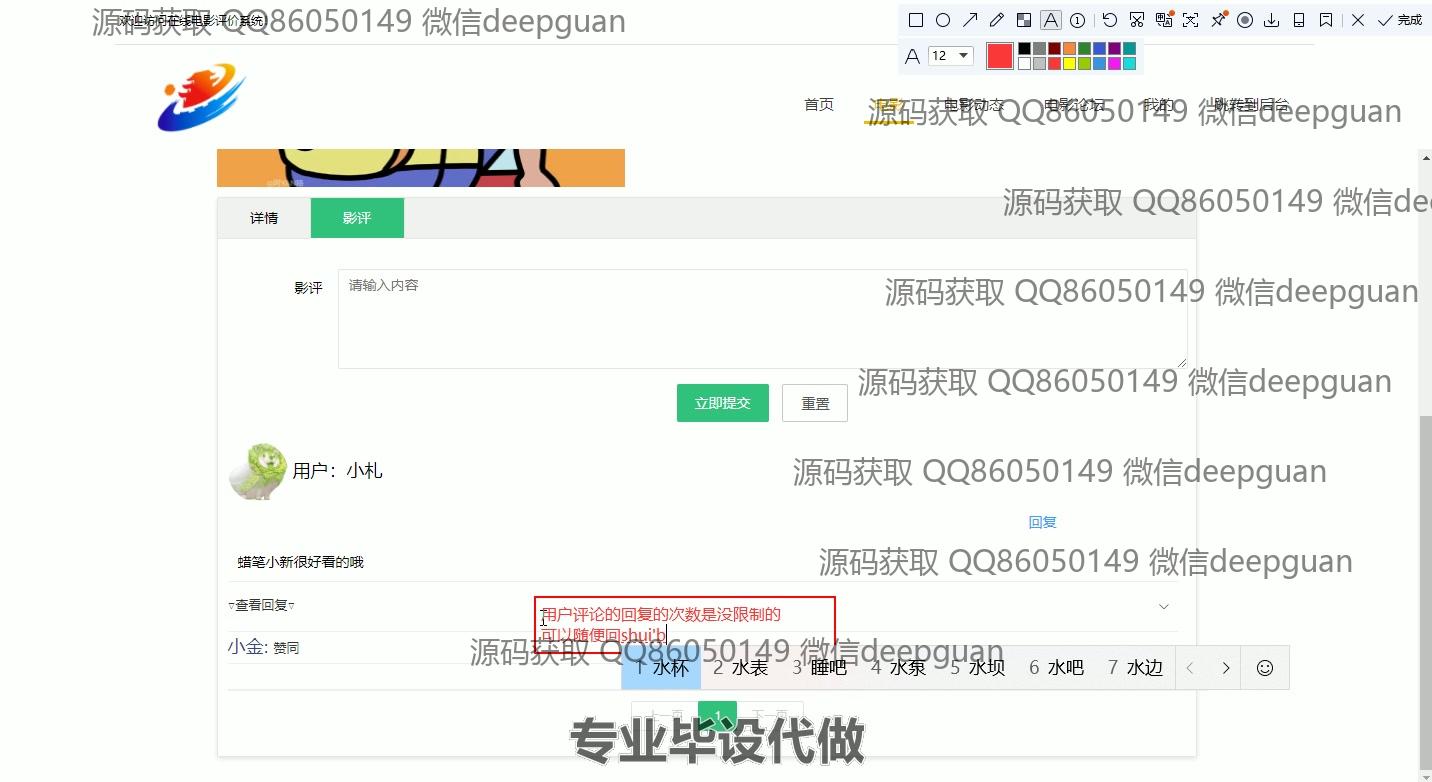 欢迎访问在线电影评价系统！
源码获取 QQ86050149 微信deepguan
完成
A 12
首页 电影 电影动态 电影论坛 我的 跳转到后台
源码获取 QQ86050149 微信deepguan
源码获取 QQ86050149 微信dee
详情 影评
影评 请输入内容
源码获取 QQ86050149 微信deepguan
立即提交 重置
源码获取 QQ86050149 微信deepguan
用户：小札
源码获取 QQ86050149 微信deepguan
回复
蜡笔小新很好看的哦
源码获取 QQ86050149 微信deepguan
▿查看回复▿
用户评论的回复的次数是没限制的
可以随便回shui'b
小金: 赞同
源码获取 QQ86050149 微信deepguan
1 水杯 2 水表 3 睡吧 4 水泵 5 水坝 6 水吧 7 水边
上一页 1 下一页
专业毕设代做